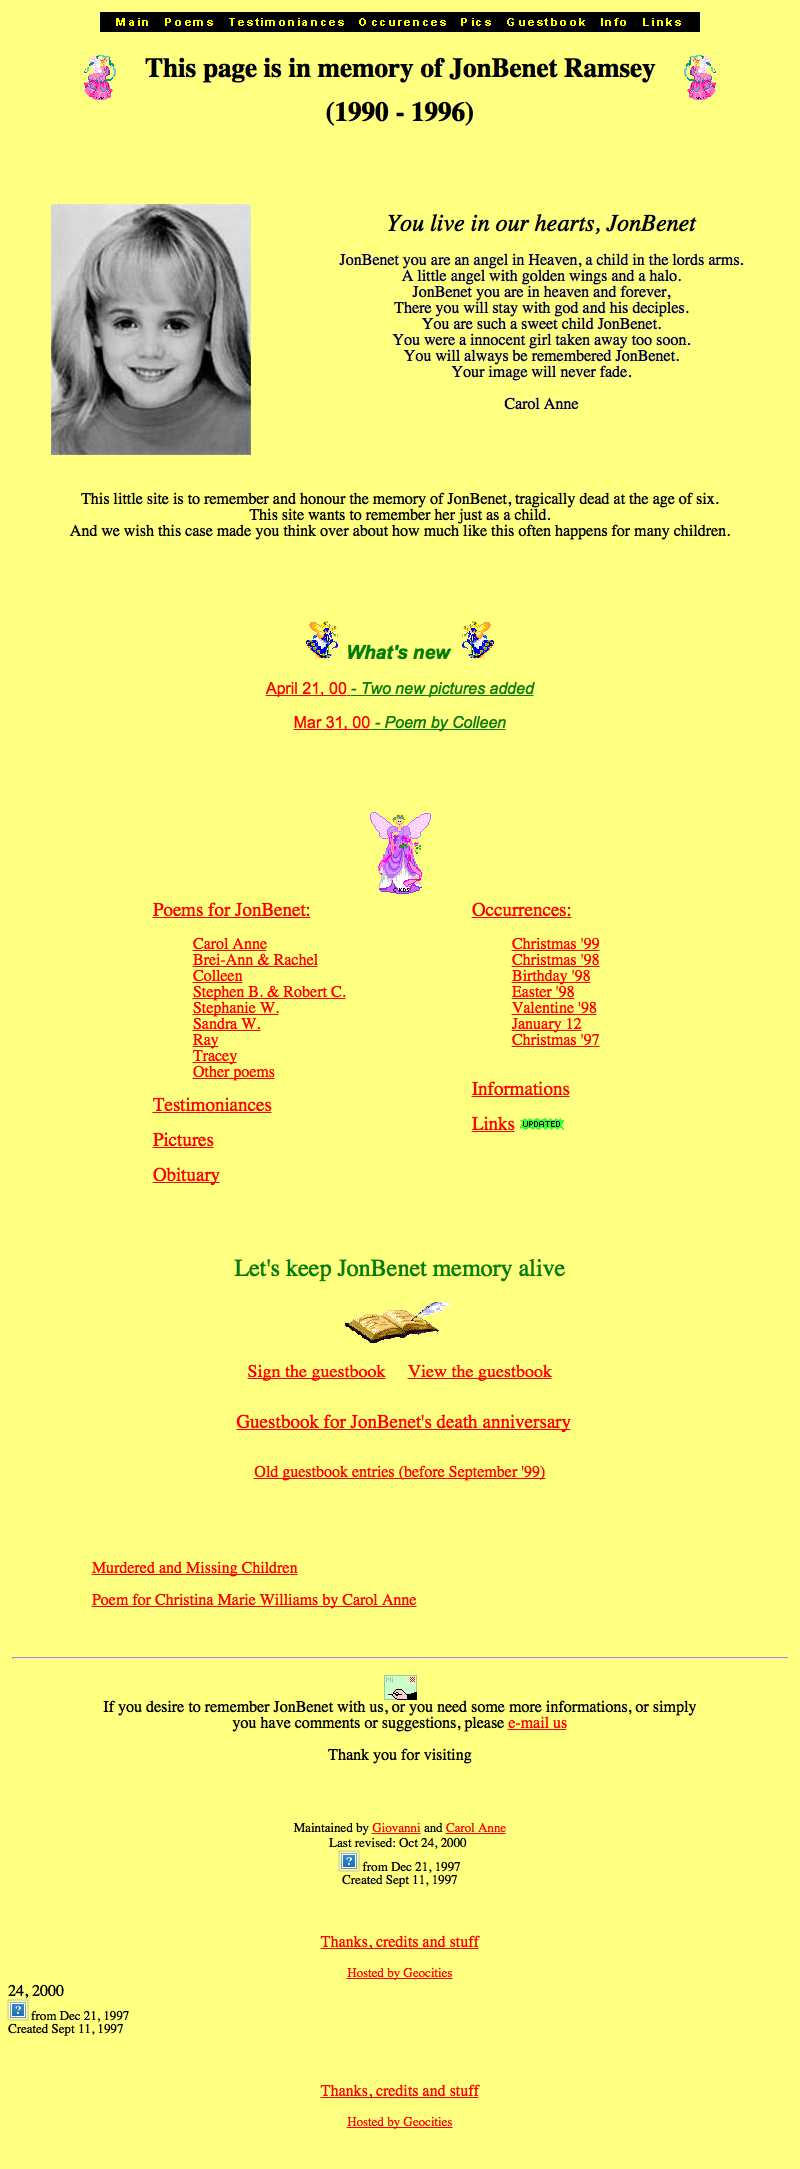 Main Poems Testimoniances Occurences Pics Guestbook Info Links
This page is in memory of JonBenet Ramsey
(1990 - 1996)
You live in our hearts, JonBenet
JonBenet you are an angel in Heaven, a child in the lords arms.
A little angel with golden wings and a halo.
JonBenet you are in heaven and forever,
There you will stay with god and his deciples.
You are such a sweet child JonBenet.
You were a innocent girl taken away too soon.
You will always be remembered JonBenet.
Your image will never fade.
Carol Anne
This little site is to remember and honour the memory of JonBenet, tragically dead at the age of six.
This site wants to remember her just as a child.
And we wish this case made you think over about how much like this often happens for many children.
What's new
April 21, 00 - Two new pictures added
Mar 31, 00 - Poem by Colleen
Poems for JonBenet:
Carol Anne
Brei-Ann & Rachel
Colleen
Stephen B. & Robert C.
Stephanie W.
Sandra W.
Ray
Tracey
Other poems
Testimoniances
Pictures
Obituary
Occurrences:
Christmas '99
Christmas '98
Birthday '98
Easter '98
Valentine '98
January 12
Christmas '97
Informations
Links UPDATED
Let's keep JonBenet memory alive
Sign the guestbook View the guestbook
Guestbook for JonBenet's death anniversary
Old guestbook entries (before September '99)
Murdered and Missing Children
Poem for Christina Marie Williams by Carol Anne
If you desire to remember JonBenet with us, or you need some more informations, or simply
you have comments or suggestions, please e-mail us
Thank you for visiting
Maintained by Giovanni and Carol Anne
Last revised: Oct 24, 2000
from Dec 21, 1997
Created Sept 11, 1997
Thanks, credits and stuff
Hosted by Geocities
24, 2000
from Dec 21, 1997
Created Sept 11, 1997
Thanks, credits and stuff
Hosted by Geocities